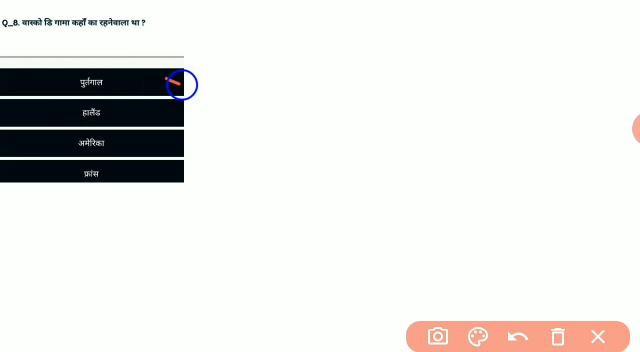 Q_8. वास्को डि गामा कहाँ का रहनेवाला था ?
पुर्तगाल
हालैंड
अमेरिका
फ्रांस